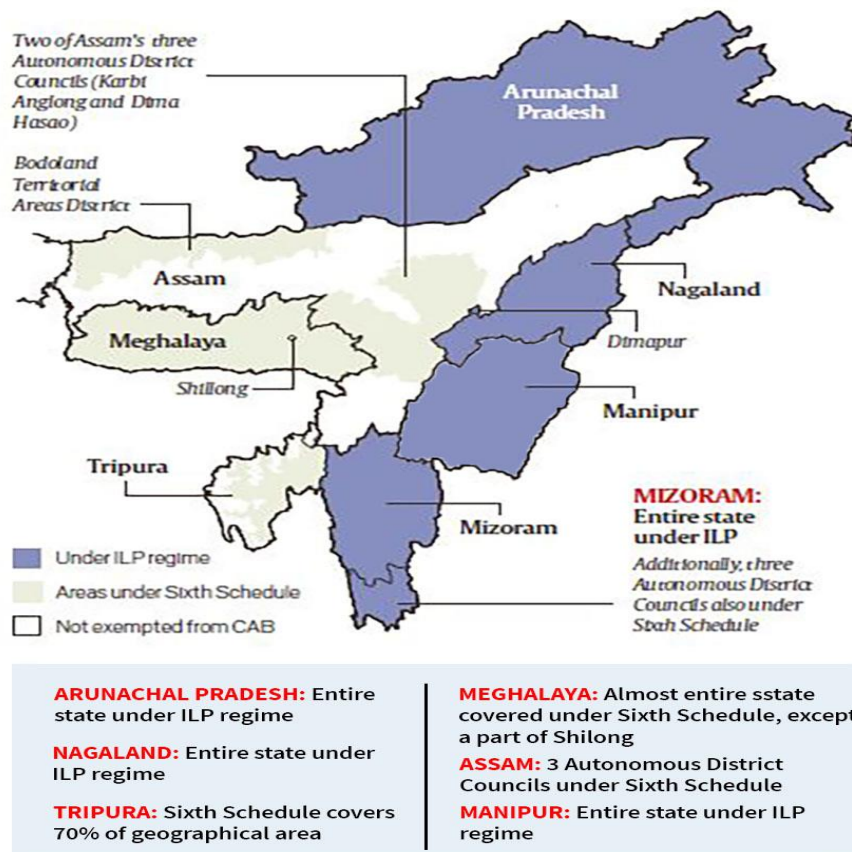 Two of Assam's three
Autonomous District
Councils (Karbi
Anglong and Dima
Hasao)
Arunachal
Pradesh
Bodoland
Territorial
Areas District
Assam
Nagaland
Meghalaya
Dimapur
Shillong
Manipur
Tripura
MIZORAM:
Entire state
under ILP
Mizoram
Under ILP regime
Areas under Sixth Schedule
Not exempted from CAB
Additionally, three
Autonomous District
Councils also under
Sixth Schedule
ARUNACHAL PRADESH: Entire
state under ILP regime
NAGALAND: Entire state under
ILP regime
TRIPURA: Sixth Schedule covers
70% of geographical area
MEGHALAYA: Almost entire sstate
covered under Sixth Schedule, except
a part of Shilong
ASSAM: 3 Autonomous District
Councils under Sixth Schedule
MANIPUR: Entire state under ILP
regime